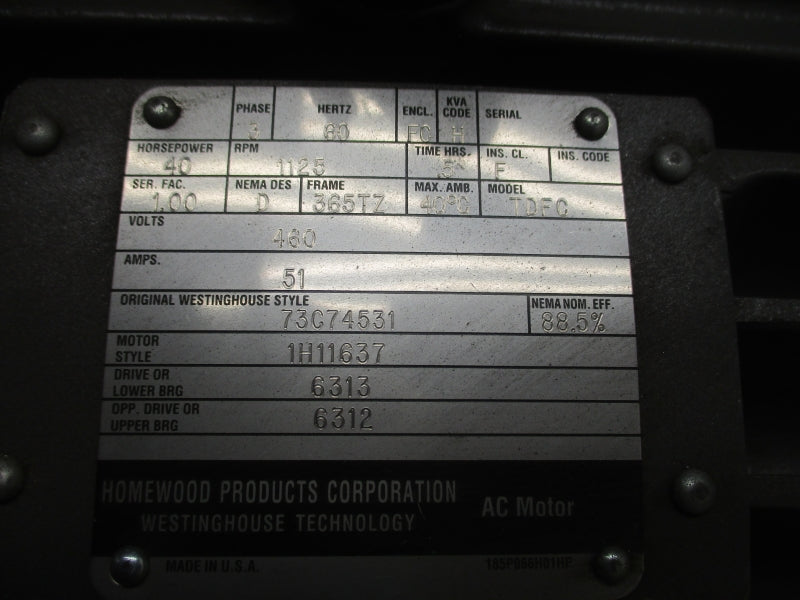 PHASE HERTZ ENCL. KVA CODE SERIAL
3 60 FC H
HORSEPOWER RPM TIME HRS. INS. CL. INS. CODE
40 1125 F
SER. FAC. NEMA DES FRAME MAX. AMB. MODEL
1.00 D 365TZ 40°C TDFC
VOLTS
460
AMPS.
51
ORIGINAL WESTINGHOUSE STYLE NEMA NOM. EFF.
73C74531 88.5%
MOTOR STYLE 1H11637
DRIVE OR LOWER BRG 6313
OPP. DRIVE OR UPPER BRG 6312
HOMEWOOD PRODUCTS CORPORATION AC Motor
WESTINGHOUSE TECHNOLOGY
MADE IN U.S.A. 185P066H01HP